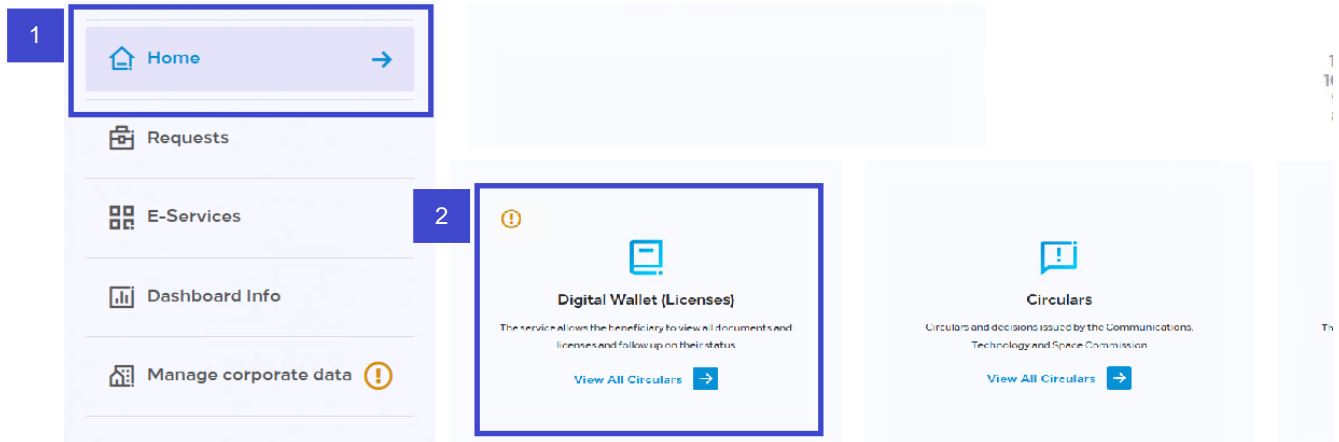 1
Home
Requests
E-Services
Dashboard Info
Manage corporate data
2
Digital Wallet (Licenses)
The service allows the beneficiary to view all documents and
licenses and follow up on their status
View All Circulars
Circulars
Circulars and decisions issued by the Communications,
Technology and Space Commission
View All Circulars
Th